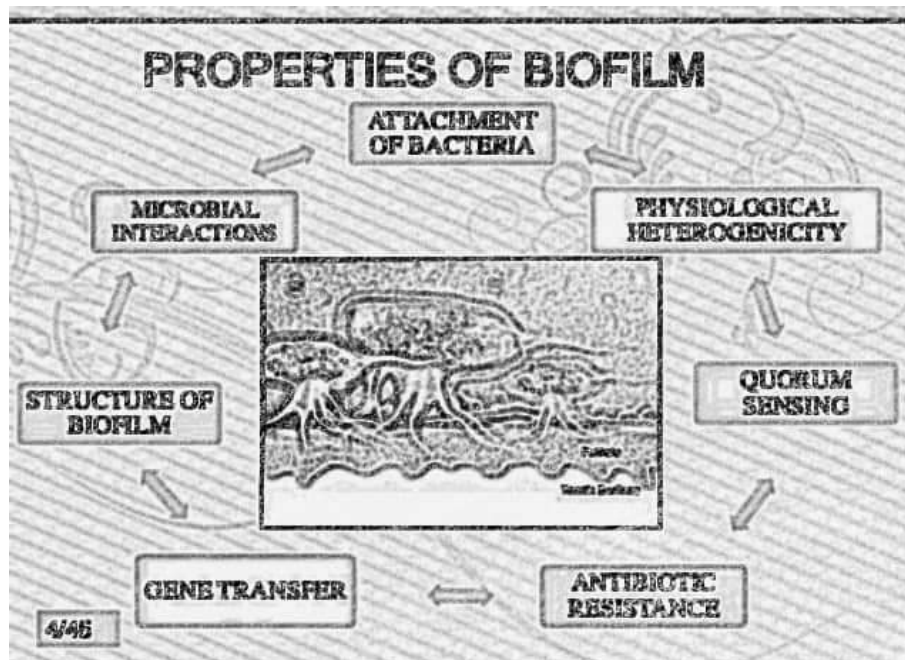 PROPERTIES OF BIOFILM
ATTACHMENT
OF BACTERIA
MICROBIAL
INTERACTIONS
PHYSIOLOGICAL
HETEROGENICITY
STRUCTURE OF
BIOFILM
QUORUM
SENSING
GENE TRANSFER
ANTIBIOTIC
RESISTANCE
4/45